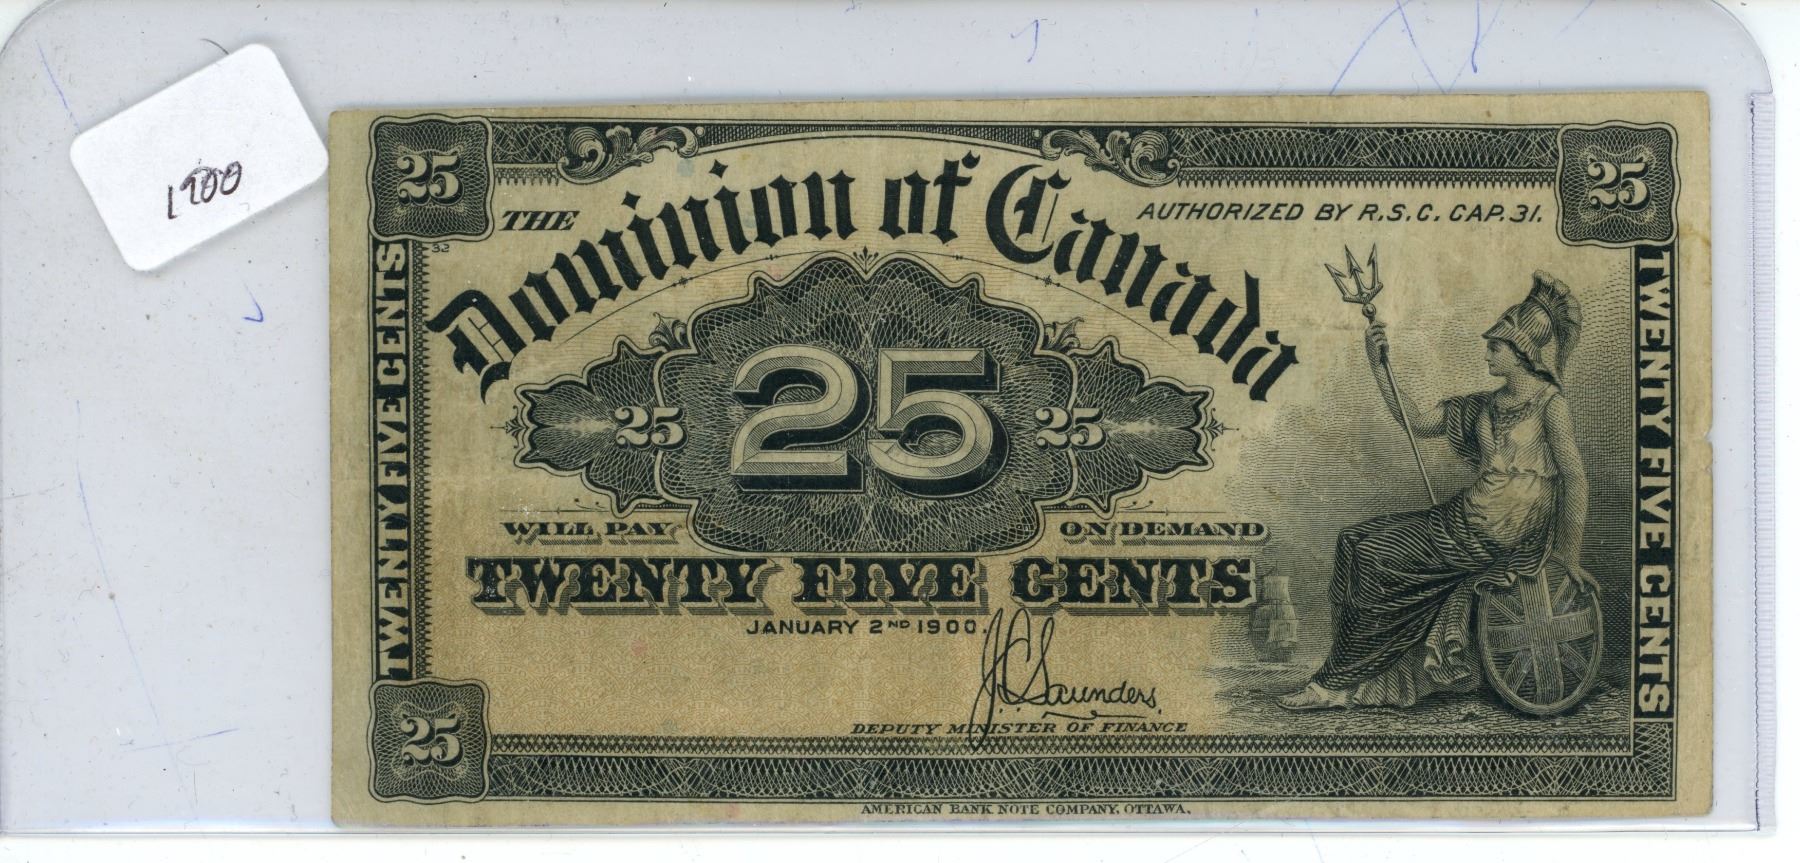 1900
25
25
THE
Dominion of Canada
AUTHORIZED BY R.S.C. CAP. 31.
32
TWENTY FIVE CENTS
TWENTY FIVE CENTS
25
25
25
WILL PAY
ON DEMAND
TWENTY FIVE CENTS
JANUARY 2ND 1900.
J.C. Saunders
DEPUTY MINISTER OF FINANCE
25
AMERICAN BANK NOTE COMPANY, OTTAWA.